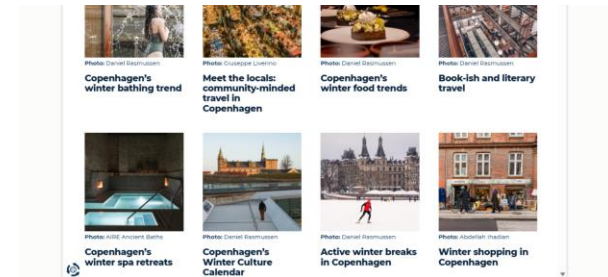 Photo: Daniel Rasmussen
Photo: Giuseppe Liverino
Photo: Daniel Rasmussen
Photo: Daniel Rasmussen
Copenhagen's
winter bathing trend
Meet the locals:
community-minded
travel in
Copenhagen
Copenhagen's
winter food trends
Book-ish and literary
travel
Photo: AIRE Ancient Baths
Photo: Daniel Rasmussen
Photo: Daniel Rasmussen
Photo: Abdellah Ihadian
Copenhagen's
winter spa retreats
Copenhagen's
Winter Culture
Calendar
Active winter breaks
in Copenhagen
Winter shopping in
Copenhagen